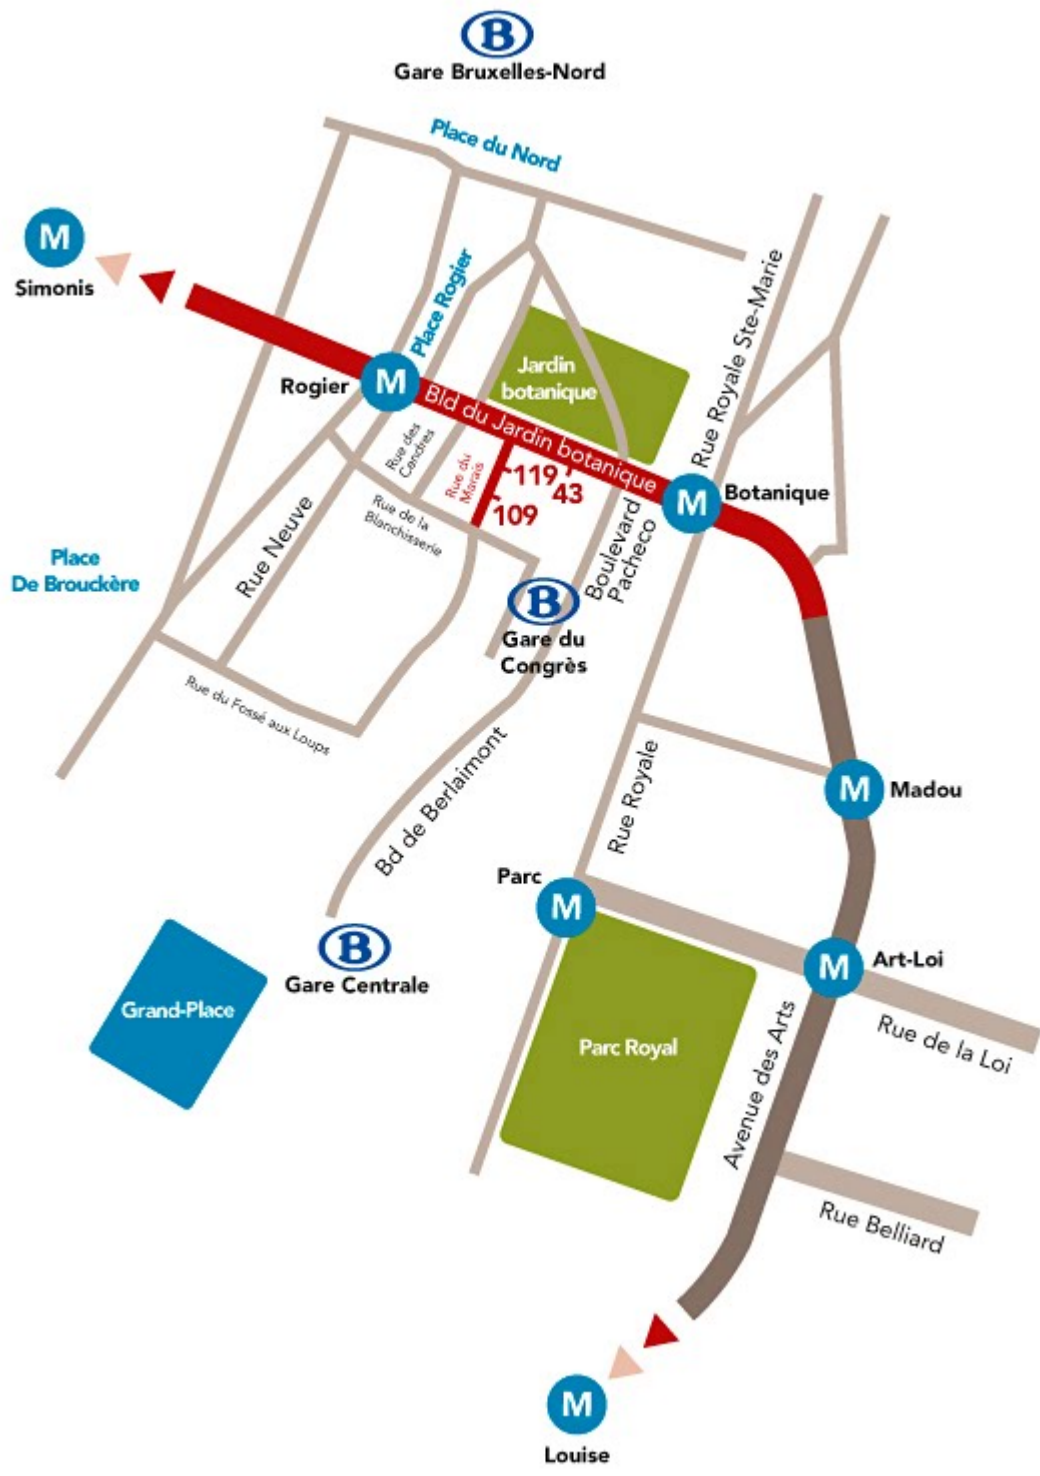 B
Gare Bruxelles-Nord
Place du Nord
M
Simonis
Place Rogier
Rue Royale Ste-Marie
Jardin
botanique
Rogier
M
Bld du Jardin botanique
Rue des
Cendres
Rue du
Marais
119
43
109
M
Botanique
Rue de la
Blanchisserie
Rue Neuve
Boulevard
Pacheco
Place
De Brouckère
B
Gare du
Congrès
Rue du Fossé aux Loups
Bd de Berlaimont
Rue Royale
M
Madou
Parc
M
B
Gare Centrale
M
Art-Loi
Grand-Place
Parc Royal
Avenue des Arts
Rue de la Loi
Rue Belliard
M
Louise